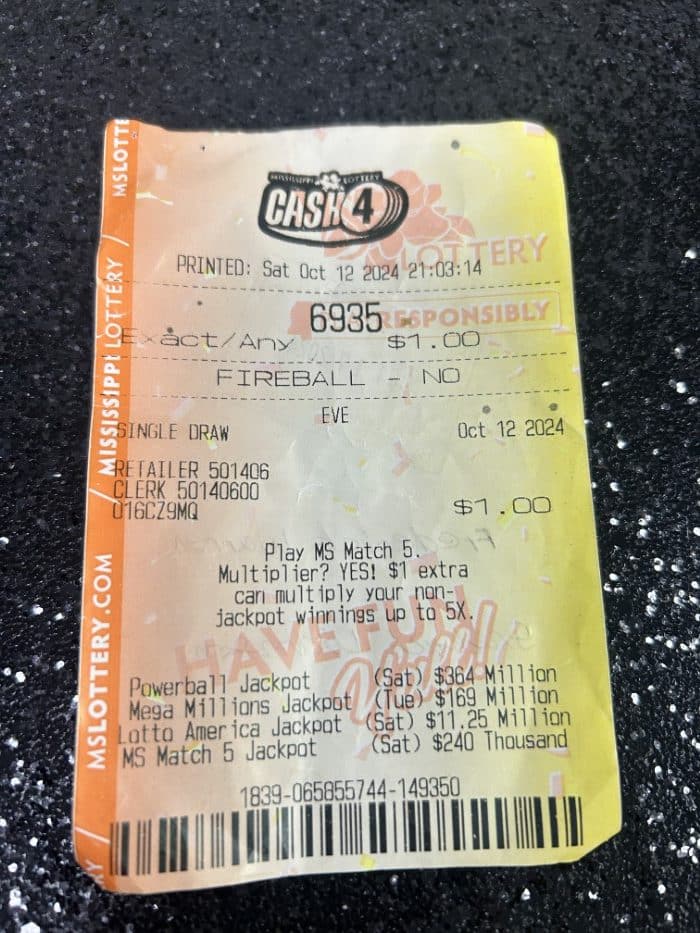 MISSISSIPPI LOTTERY
CASH 4
PRINTED: Sat Oct 12 2024 21:03:14
LOTTERY
6935
RESPONSIBLY
Exact/Any $1.00
FIREBALL - NO
EVE
SINGLE DRAW Oct 12 2024
RETAILER 501406
CLERK 50140600
016CZ9MQ $1.00
Play MS Match 5.
Multiplier? YES! $1 extra
can multiply your non-
jackpot winnings up to 5X.
HAVE FUN
Powerball Jackpot (Sat) $364 Million
Mega Millions Jackpot (Tue) $169 Million
Lotto America Jackpot (Sat) $11.25 Million
MS Match 5 Jackpot (Sat) $240 Thousand
1839-065855744-149350
MSLOTTE
MISSISSIPPI LOTTERY /
/ MSLOTTERY.COM
RY /